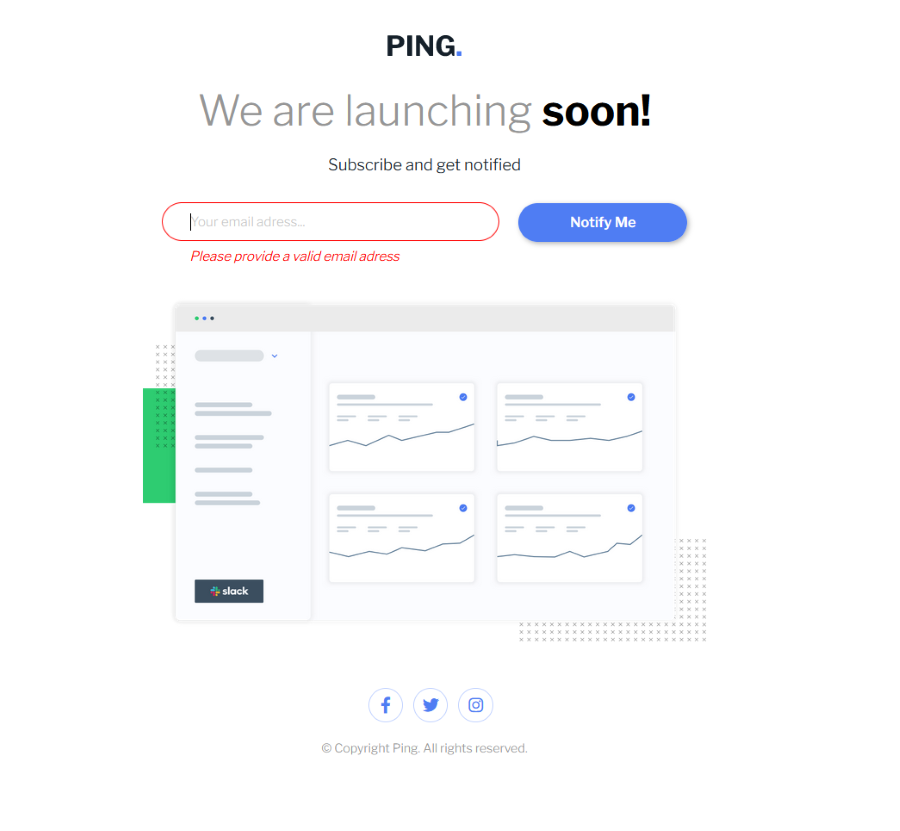 PING.
We are launching soon!
Subscribe and get notified
Your email adress...
Notify Me
Please provide a valid email adress
slack
© Copyright Ping. All rights reserved.